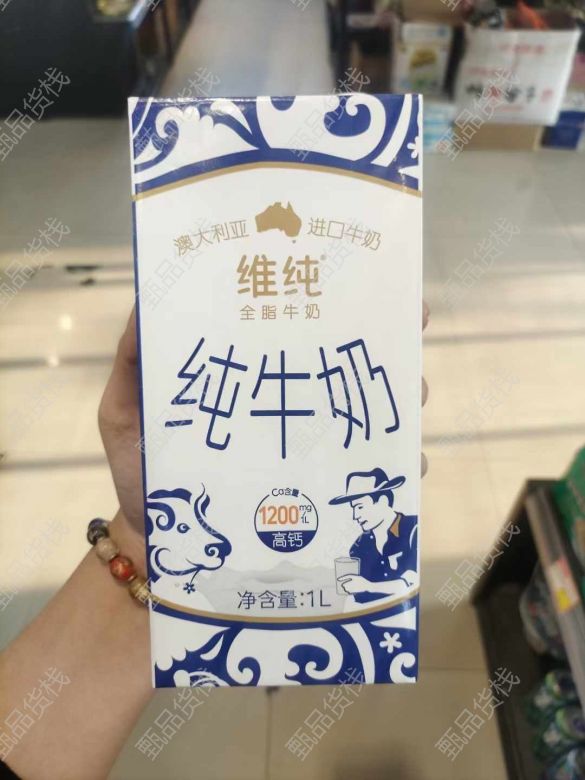 澳大利亚 进口牛奶
维纯®
全脂牛奶
纯牛奶
Ca含量
1200mg/1L
高钙
净含量:1L
甄品货栈